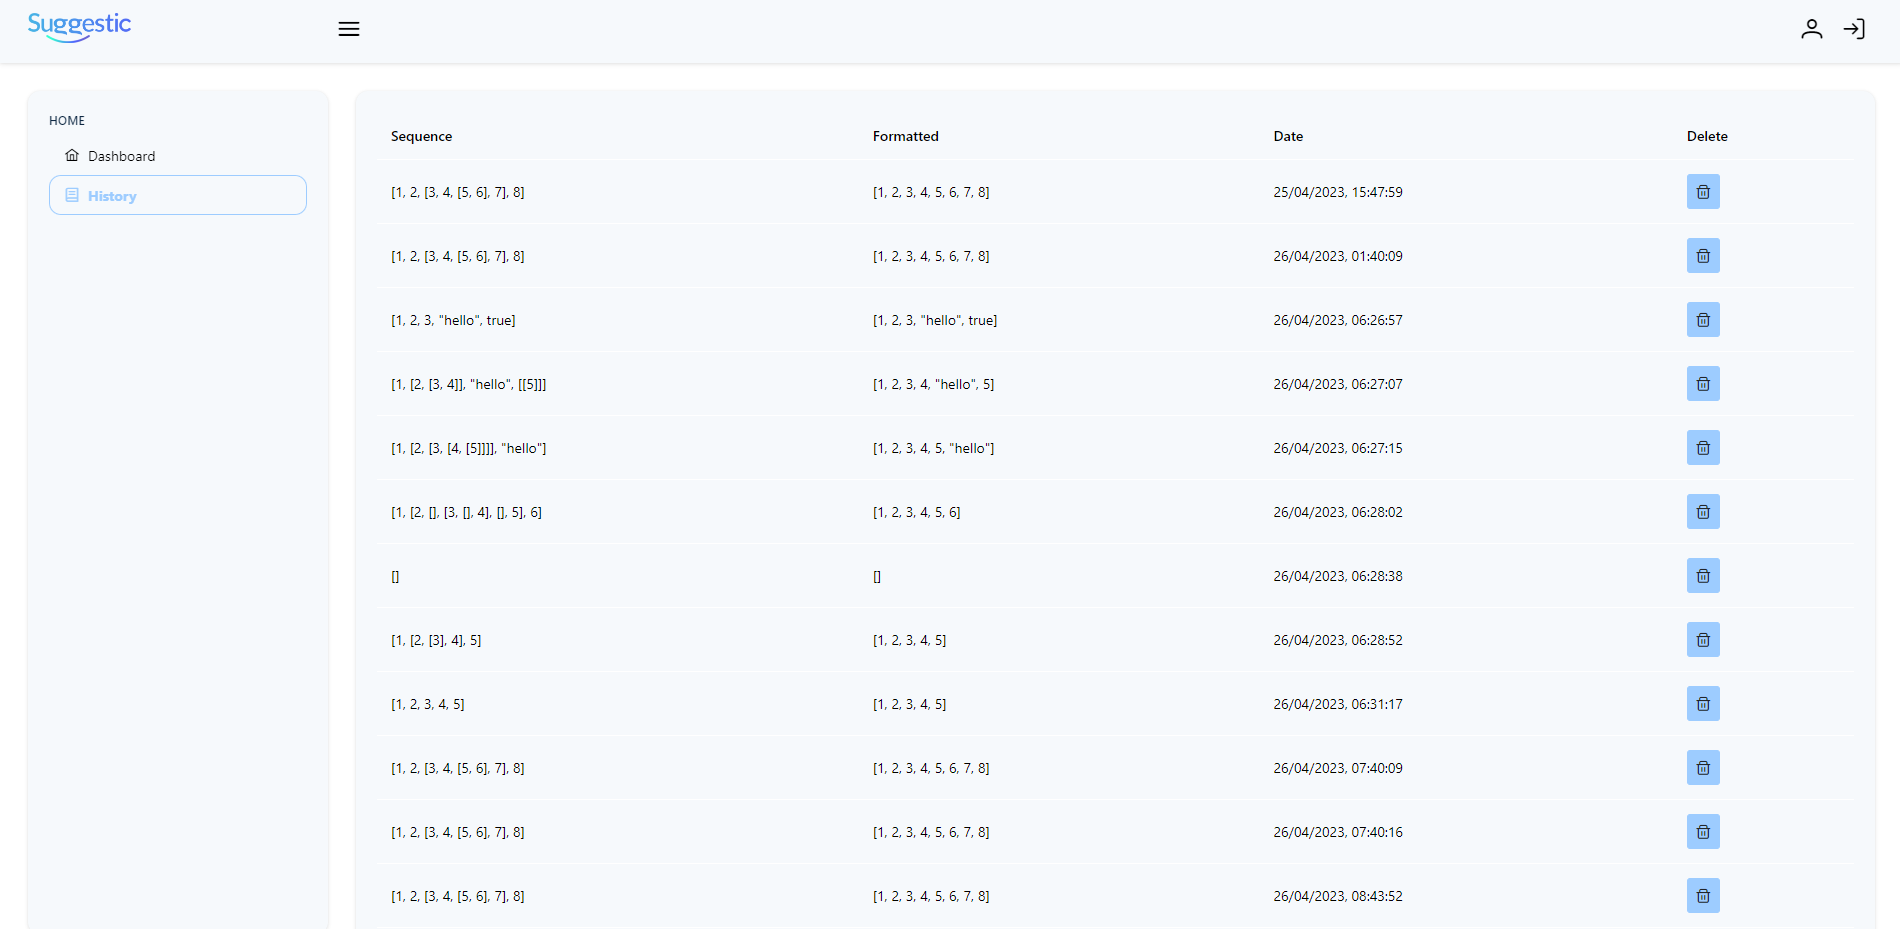 Suggestic
HOME
Dashboard
History
Sequence Formatted Date Delete
[1, 2, [3, 4, [5, 6], 7], 8] [1, 2, 3, 4, 5, 6, 7, 8] 25/04/2023, 15:47:59
[1, 2, [3, 4, [5, 6], 7], 8] [1, 2, 3, 4, 5, 6, 7, 8] 26/04/2023, 01:40:09
[1, 2, 3, "hello", true] [1, 2, 3, "hello", true] 26/04/2023, 06:26:57
[1, [2, [3, 4]], "hello", [[5]]] [1, 2, 3, 4, "hello", 5] 26/04/2023, 06:27:07
[1, [2, [3, [4, [5]]]], "hello"] [1, 2, 3, 4, 5, "hello"] 26/04/2023, 06:27:15
[1, [2, [], [3, [], 4], [], 5], 6] [1, 2, 3, 4, 5, 6] 26/04/2023, 06:28:02
[] [] 26/04/2023, 06:28:38
[1, [2, [3], 4], 5] [1, 2, 3, 4, 5] 26/04/2023, 06:28:52
[1, 2, 3, 4, 5] [1, 2, 3, 4, 5] 26/04/2023, 06:31:17
[1, 2, [3, 4, [5, 6], 7], 8] [1, 2, 3, 4, 5, 6, 7, 8] 26/04/2023, 07:40:09
[1, 2, [3, 4, [5, 6], 7], 8] [1, 2, 3, 4, 5, 6, 7, 8] 26/04/2023, 07:40:16
[1, 2, [3, 4, [5, 6], 7], 8] [1, 2, 3, 4, 5, 6, 7, 8] 26/04/2023, 08:43:52